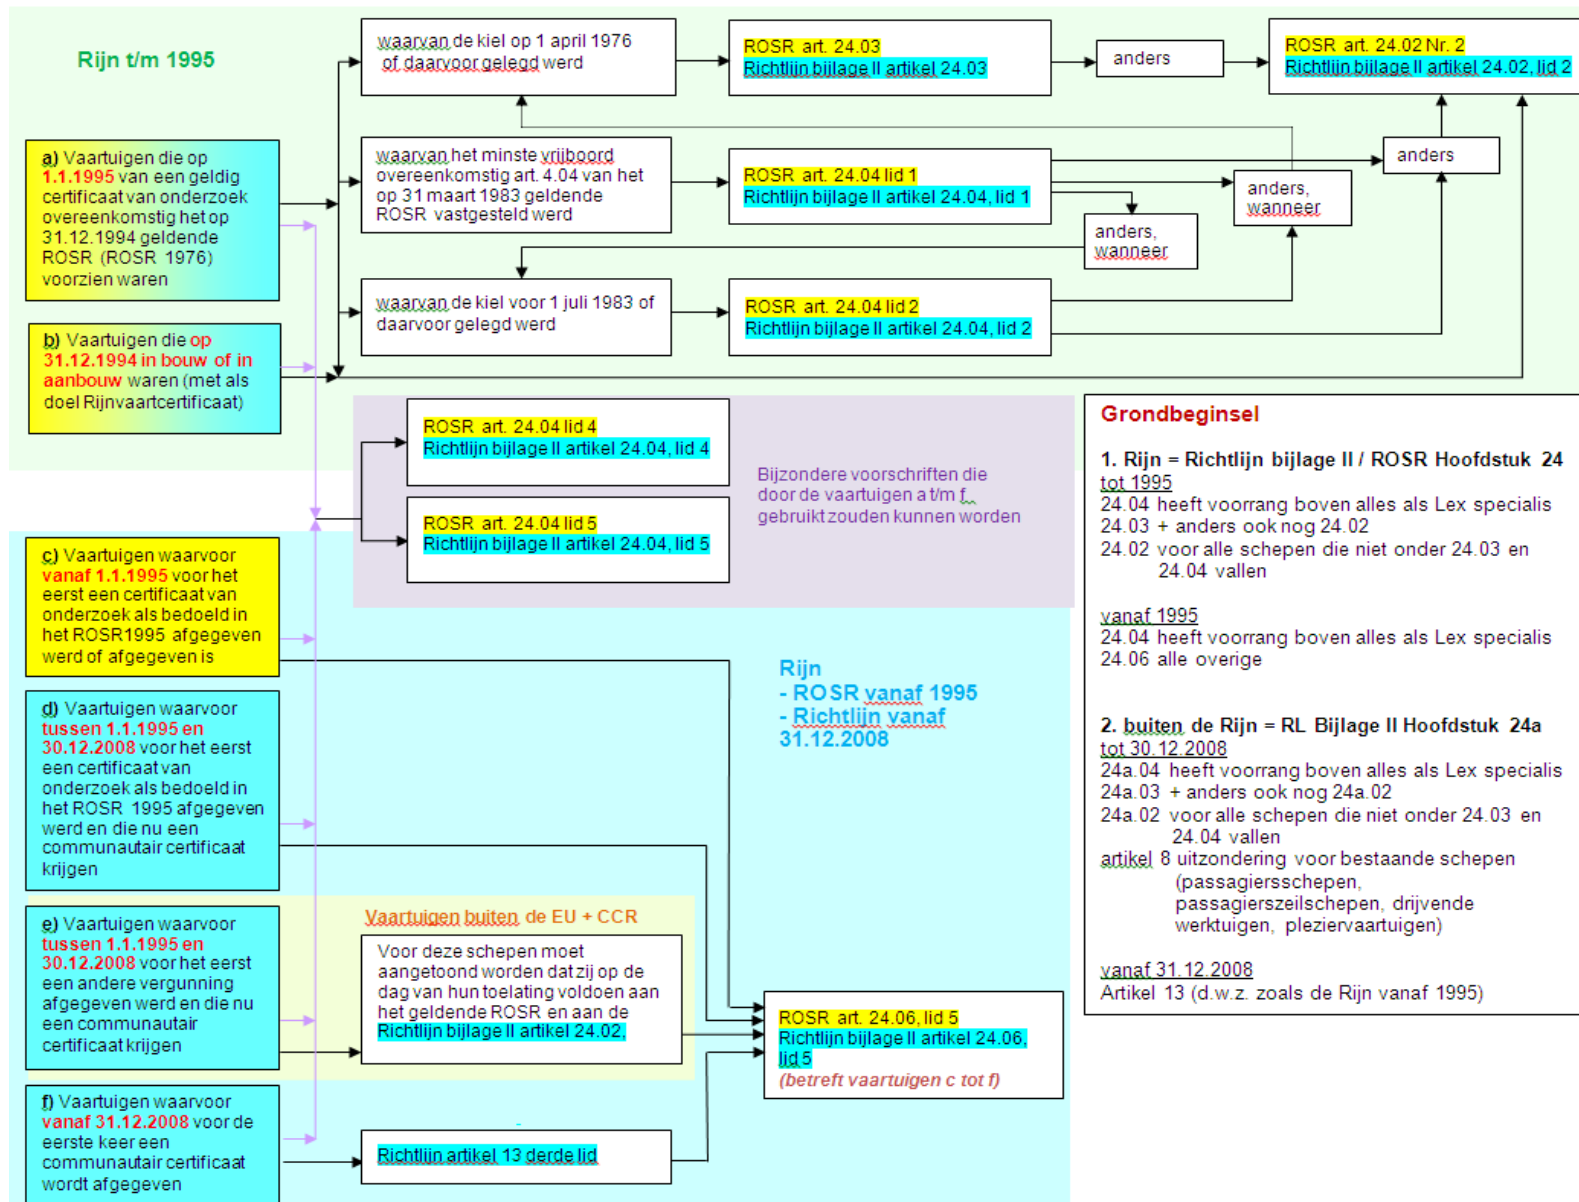 Rijn t/m 1995
waarvan de kiel op 1 april 1976
of daarvoor gelegd werd
ROSR art. 24.03
Richtlijn bijlage II artikel 24.03
anders
ROSR art. 24.02 Nr. 2
Richtlijn bijlage II artikel 24.02, lid 2
a) Vaartuigen die op
1.1.1995 van een geldig
certificaat van onderzoek
overeenkomstig het op
31.12.1994 geldende
ROSR (ROSR 1976)
voorzien waren
waarvan het minste vrijboord
overeenkomstig art. 4.04 van het
op 31 maart 1983 geldende
ROSR vastgesteld werd
ROSR art. 24.04 lid 1
Richtlijn bijlage II artikel 24.04, lid 1
anders
anders,
wanneer
anders,
wanneer
waarvan de kiel voor 1 juli 1983 of
daarvoor gelegd werd
ROSR art. 24.04 lid 2
Richtlijn bijlage II artikel 24.04, lid 2
b) Vaartuigen die op
31.12.1994 in bouw of in
aanbouw waren (met als
doel Rijnvaartcertificaat)
ROSR art. 24.04 lid 4
Richtlijn bijlage II artikel 24.04, lid 4
ROSR art. 24.04 lid 5
Richtlijn bijlage II artikel 24.04, lid 5
Bijzondere voorschriften die
door de vaartuigen a t/m f
gebruikt zouden kunnen worden
Grondbeginsel
1. Rijn = Richtlijn bijlage II / ROSR Hoofdstuk 24
tot 1995
24.04 heeft voorrang boven alles als Lex specialis
24.03 + anders ook nog 24.02
24.02 voor alle schepen die niet onder 24.03 en
24.04 vallen
vanaf 1995
24.04 heeft voorrang boven alles als Lex specialis
24.06 alle overige
2. buiten de Rijn = RL Bijlage II Hoofdstuk 24a
tot 30.12.2008
24a.04 heeft voorrang boven alles als Lex specialis
24a.03 + anders ook nog 24a.02
24a.02 voor alle schepen die niet onder 24.03 en
24.04 vallen
artikel 8 uitzondering voor bestaande schepen
(passagiersschepen,
passagierszeilschepen, drijvende
werktuigen, pleziervaartuigen)
vanaf 31.12.2008
Artikel 13 (d.w.z. zoals de Rijn vanaf 1995)
c) Vaartuigen waarvoor
vanaf 1.1.1995 voor het
eerst een certificaat van
onderzoek als bedoeld in
het ROSR1995 afgegeven
werd of afgegeven is
Rijn
- ROSR vanaf 1995
- Richtlijn vanaf
31.12.2008
d) Vaartuigen waarvoor
tussen 1.1.1995 en
30.12.2008 voor het eerst
een certificaat van
onderzoek als bedoeld in
het ROSR 1995 afgegeven
werd en die nu een
communautair certificaat
krijgen
e) Vaartuigen waarvoor
tussen 1.1.1995 en
30.12.2008 voor het eerst
een andere vergunning
afgegeven werd en die nu
een communautair
certificaat krijgen
Vaartuigen buiten de EU + CCR
Voor deze schepen moet
aangetoond worden dat zij op de
dag van hun toelating voldoen aan
het geldende ROSR en aan de
Richtlijn bijlage II artikel 24.02,
ROSR art. 24.06, lid 5
Richtlijn bijlage II artikel 24.06,
lid 5
(betreft vaartuigen c tot f)
f) Vaartuigen waarvoor
vanaf 31.12.2008 voor de
eerste keer een
communautair certificaat
wordt afgegeven
Richtlijn artikel 13 derde lid